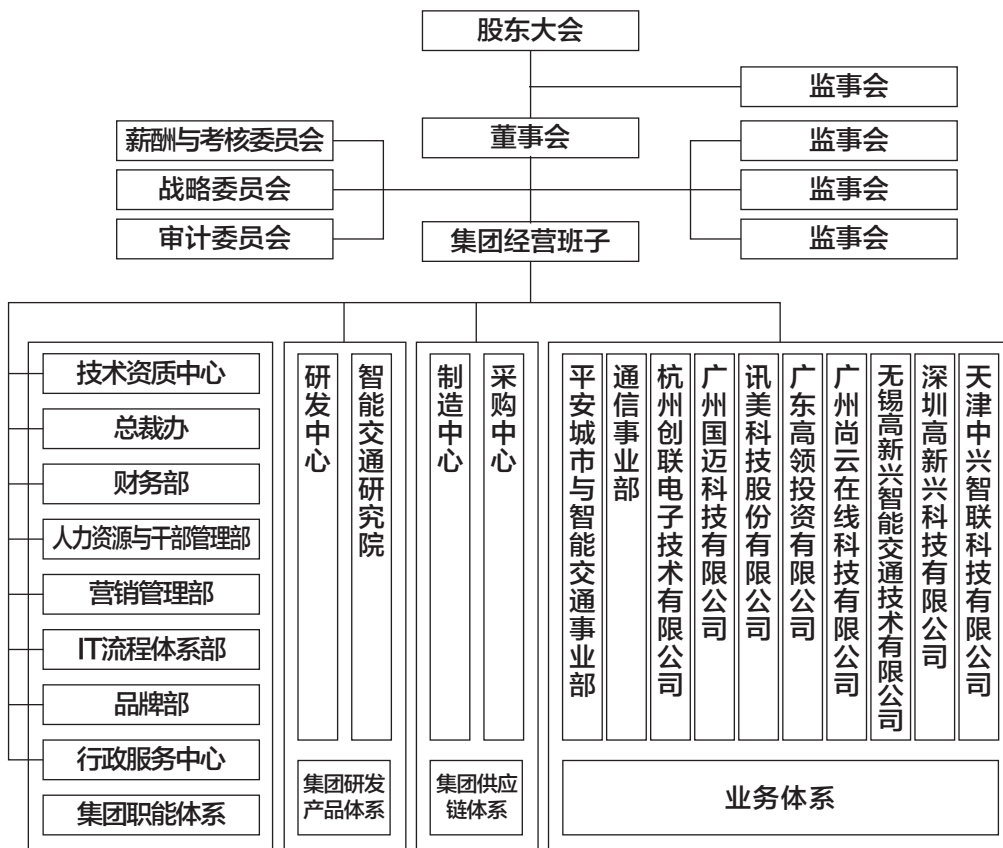 股东大会
监事会
董事会
薪酬与考核委员会
战略委员会
审计委员会
监事会
监事会
监事会
集团经营班子
技术资质中心
总裁办
财务部
人力资源与干部管理部
营销管理部
IT流程体系部
品牌部
行政服务中心
集团职能体系
研发中心
智能交通研究院
集团研发
产品体系
制造中心
采购中心
集团供应
链体系
平安城市与智能交通事业部
通信事业部
杭州创联电子技术有限公司
广州国迈科技有限公司
讯美科技股份有限公司
广东高领投资有限公司
广州尚云在线科技有限公司
无锡高新兴智能交通技术有限公司
深圳高新兴科技有限公司
天津中兴智联科技有限公司
业务体系